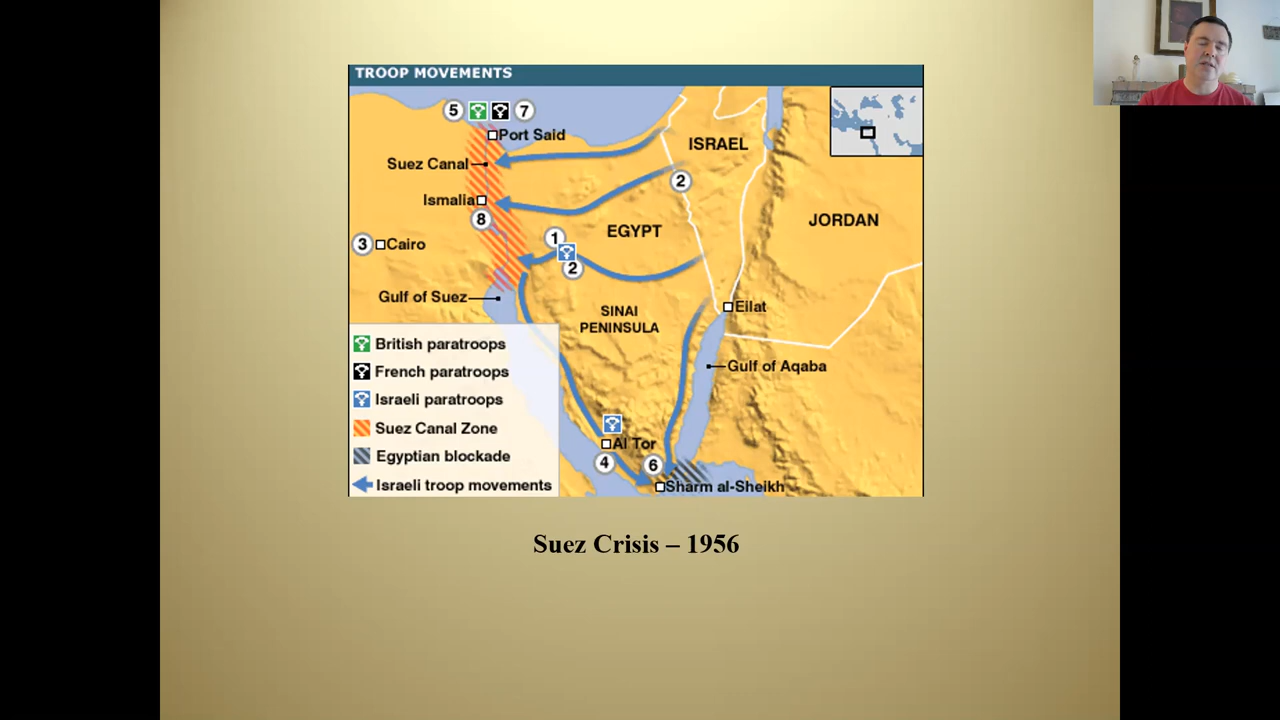 TROOP MOVEMENTS
5 7
Port Said
ISRAEL
Suez Canal
2
Ismalia
8
JORDAN
EGYPT
1
3 Cairo
2
Gulf of Suez
Eilat
SINAI
PENINSULA
British paratroops
Gulf of Aqaba
French paratroops
Israeli paratroops
Suez Canal Zone
Al Tor
Egyptian blockade
4 6
Israeli troop movements
Sharm al-Sheikh
Suez Crisis – 1956